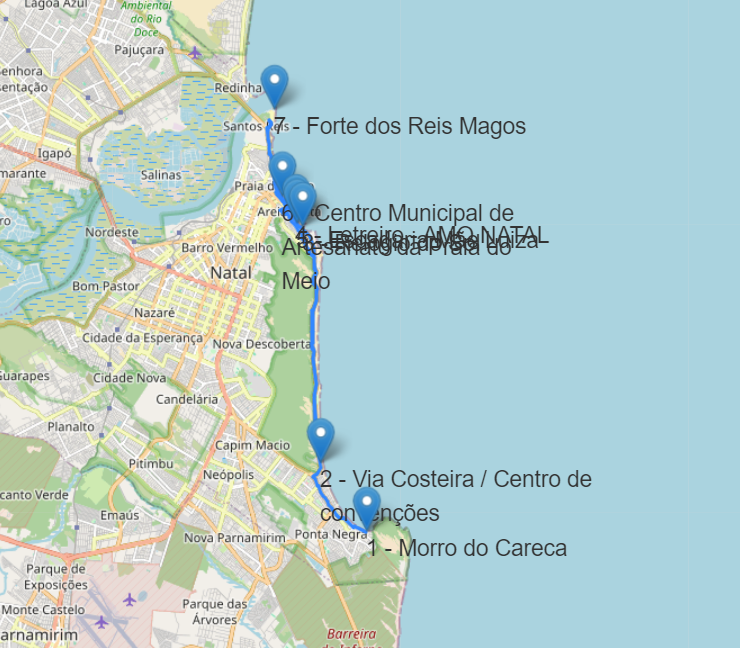 Lagoa Azul
Ambiental
do Rio
Doce
Pajuçara
Senhora
sentação
Redinha
7 - Forte dos Reis Magos
Santos Reis
Igapó
marante
Salinas
Praia d
6 - Centro Municipal de
Artesanato da Praia do
Meio
4 - Letreiro - AMO NATAL
Nordeste
Barro Vermelho
Natal
Bom Pastor
Nazaré
Cidade da Esperança
Nova Descoberta
Guarapes
Cidade Nova
Candelária
Planalto
Capim Macio
Pitimbu
Neópolis
2 - Via Costeira / Centro de
convenções
canto Verde
Emaús
Nova Parnamirim
Ponta Negra
1 - Morro do Careca
Parque de
Exposições
Monte Castelo
Parque das
Árvores
arnamirim
Barreira
do Inferno